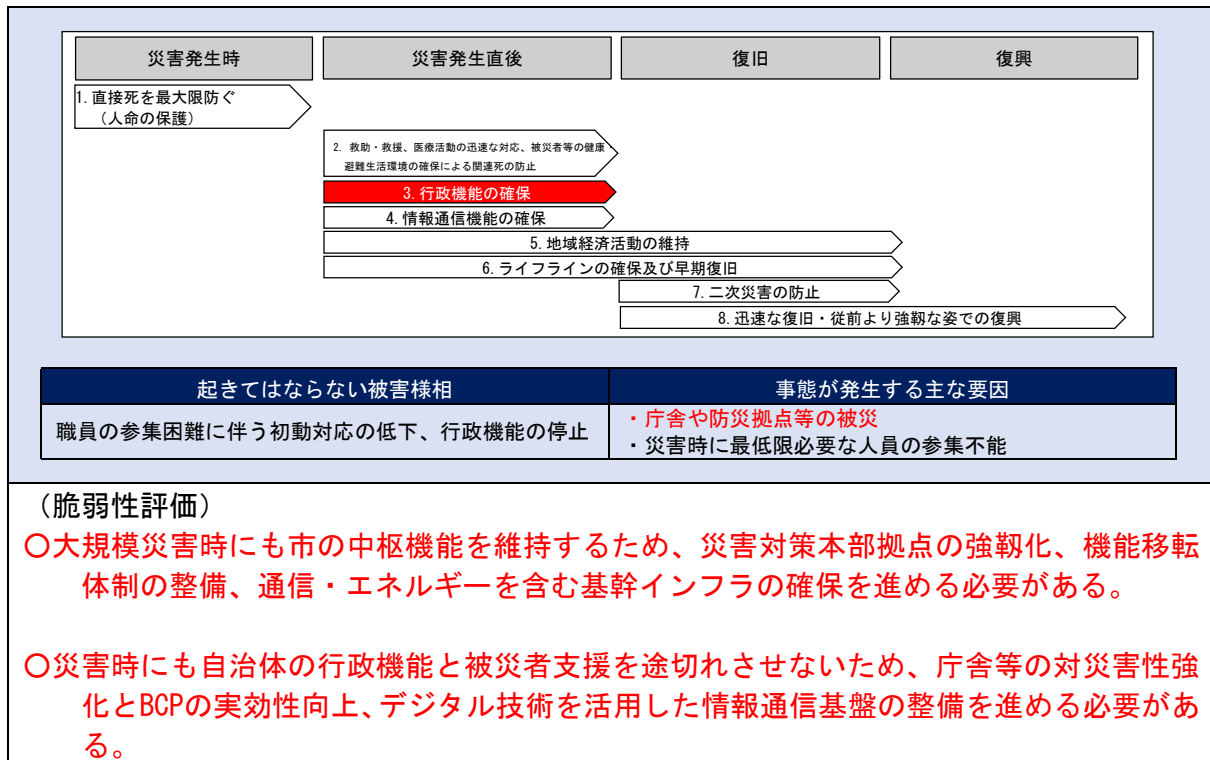 災害発生時
災害発生直後
復旧
復興
1.直接死を最大限防ぐ
（人命の保護）
2. 救助・救援、医療活動の迅速な対応、被災者等の健康・
避難生活環境の確保による関連死の防止
3.行政機能の確保
4.情報通信機能の確保
5.地域経済活動の維持
6.ライフラインの確保及び早期復旧
7.二次災害の防止
8.迅速な復旧・従前より強靱な姿での復興
起きてはならない被害様相
事態が発生する主な要因
職員の参集困難に伴う初動対応の低下、行政機能の停止
・庁舎や防災拠点等の被災
・災害時に最低限必要な人員の参集不能
（脆弱性評価）
〇大規模災害時にも市の中枢機能を維持するため、災害対策本部拠点の強靱化、機能移転
体制の整備、通信・エネルギーを含む基幹インフラの確保を進める必要がある。
〇災害時にも自治体の行政機能と被災者支援を途切れさせないため、庁舎等の対災害性強
化とBCPの実効性向上、デジタル技術を活用した情報通信基盤の整備を進める必要があ
る。